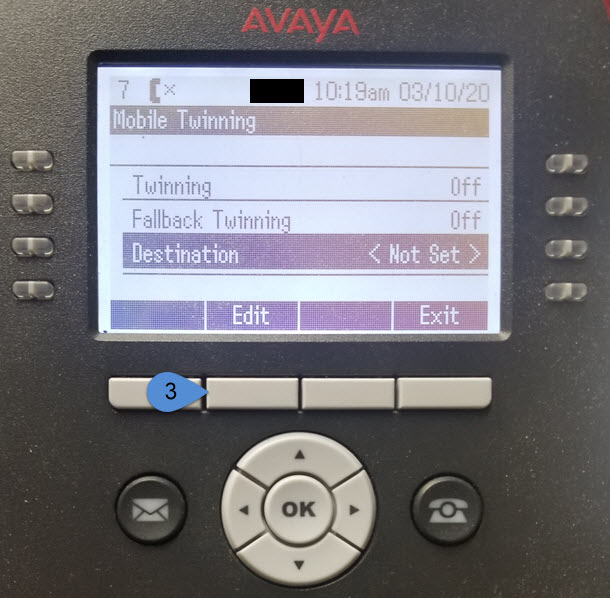 AVAYA
7 10:19am 03/10/20
Mobile Twinning
Twinning Off
Fallback Twinning Off
Destination < Not Set >
Edit Exit
3
OK